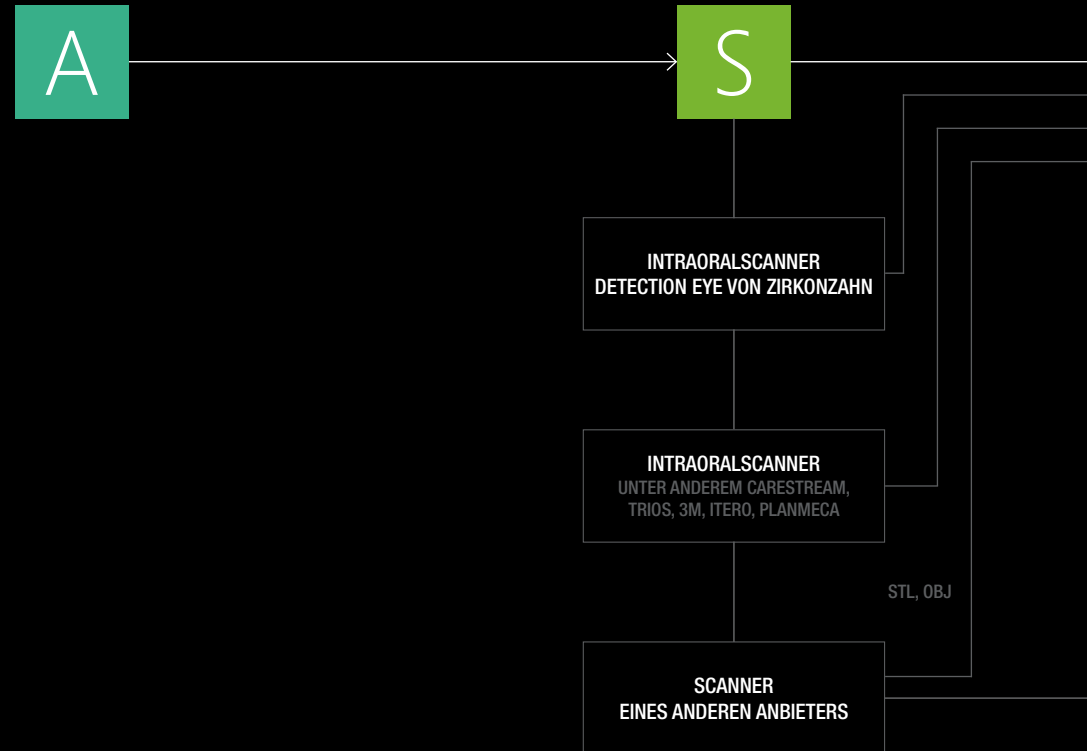 A
S
INTRAORALSCANNER
DETECTION EYE VON ZIRKONZAHN
INTRAORALSCANNER
UNTER ANDEREM CARESTREAM,
TRIOS, 3M, ITERO, PLANMECA
STL, OBJ
SCANNER
EINES ANDEREN ANBIETERS